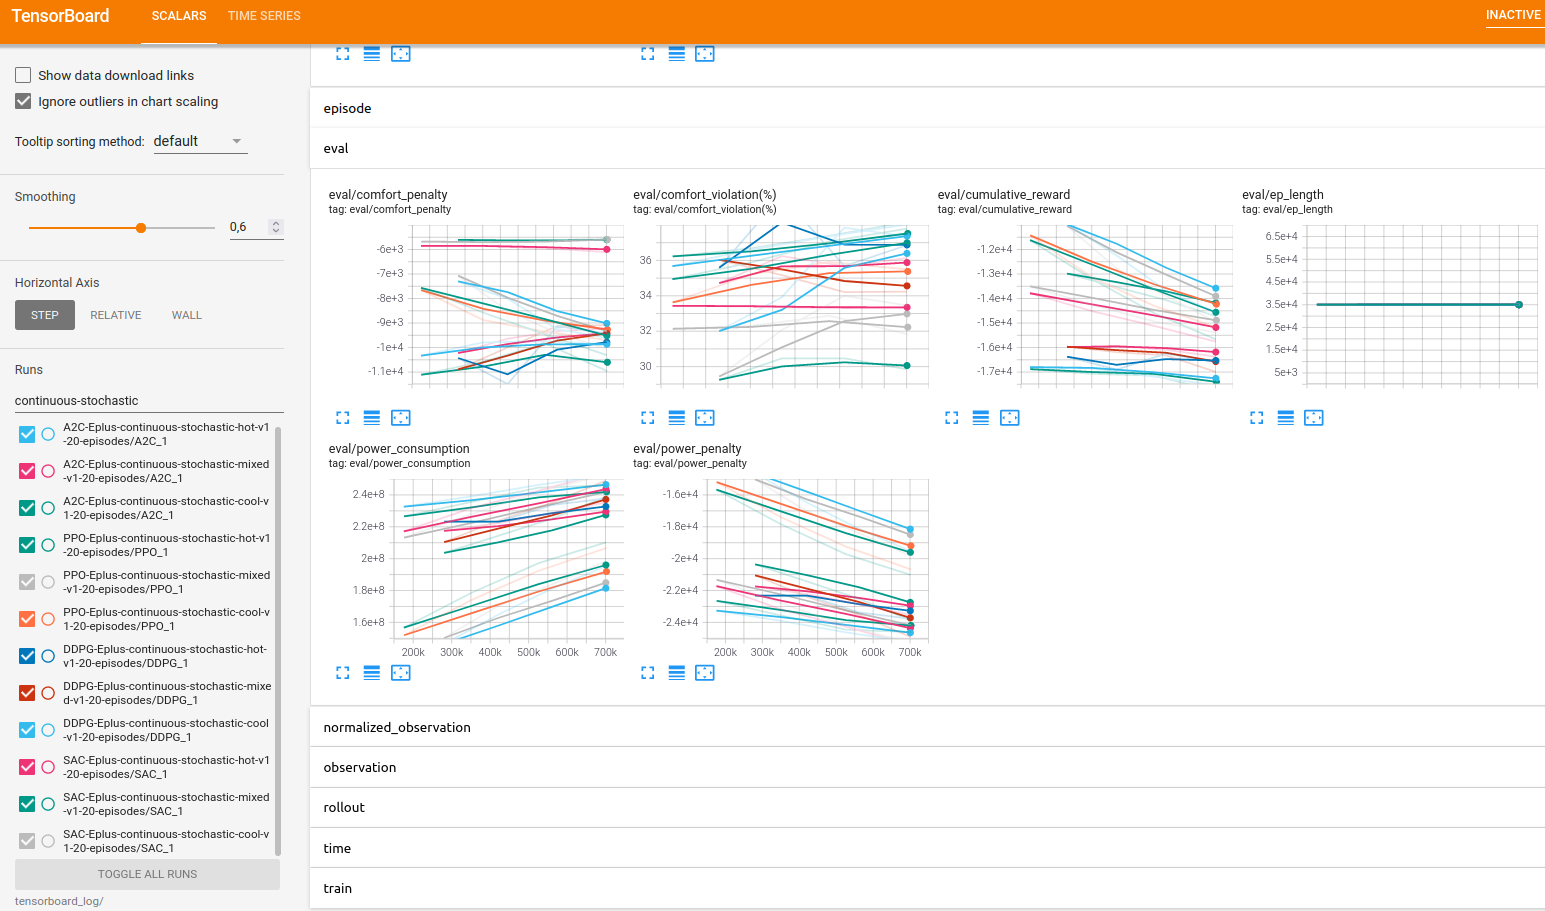 TensorBoard
SCALARS
TIME SERIES
INACTIVE
Show data download links
Ignore outliers in chart scaling
Tooltip sorting method: default
Smoothing
0,6
Horizontal Axis
STEP
RELATIVE
WALL
Runs
continuous-stochastic
A2C-Eplus-continuous-stochastic-hot-v1
-20-episodes/A2C_1
A2C-Eplus-continuous-stochastic-mixed
-v1-20-episodes/A2C_1
A2C-Eplus-continuous-stochastic-cool-v
1-20-episodes/A2C_1
PPO-Eplus-continuous-stochastic-hot-v1
-20-episodes/PPO_1
PPO-Eplus-continuous-stochastic-mixed
-v1-20-episodes/PPO_1
PPO-Eplus-continuous-stochastic-cool-v
1-20-episodes/PPO_1
DDPG-Eplus-continuous-stochastic-hot-
v1-20-episodes/DDPG_1
DDPG-Eplus-continuous-stochastic-mixe
d-v1-20-episodes/DDPG_1
DDPG-Eplus-continuous-stochastic-cool
-v1-20-episodes/DDPG_1
SAC-Eplus-continuous-stochastic-hot-v1
-20-episodes/SAC_1
SAC-Eplus-continuous-stochastic-mixed
-v1-20-episodes/SAC_1
SAC-Eplus-continuous-stochastic-cool-v
1-20-episodes/SAC_1
TOGGLE ALL RUNS
tensorboard_log/
episode
eval
eval/comfort_penalty
tag: eval/comfort_penalty
-6e+3
-7e+3
-8e+3
-9e+3
-1e+4
-1.1e+4
eval/comfort_violation(%)
tag: eval/comfort_violation(%)
36
34
32
30
eval/cumulative_reward
tag: eval/cumulative_reward
-1.2e+4
-1.3e+4
-1.4e+4
-1.5e+4
-1.6e+4
-1.7e+4
eval/ep_length
tag: eval/ep_length
6.5e+4
5.5e+4
4.5e+4
3.5e+4
2.5e+4
1.5e+4
5e+3
eval/power_consumption
tag: eval/power_consumption
2.4e+8
2.2e+8
2e+8
1.8e+8
1.6e+8
200k 300k 400k 500k 600k 700k
eval/power_penalty
tag: eval/power_penalty
-1.6e+4
-1.8e+4
-2e+4
-2.2e+4
-2.4e+4
200k 300k 400k 500k 600k 700k
normalized_observation
observation
rollout
time
train